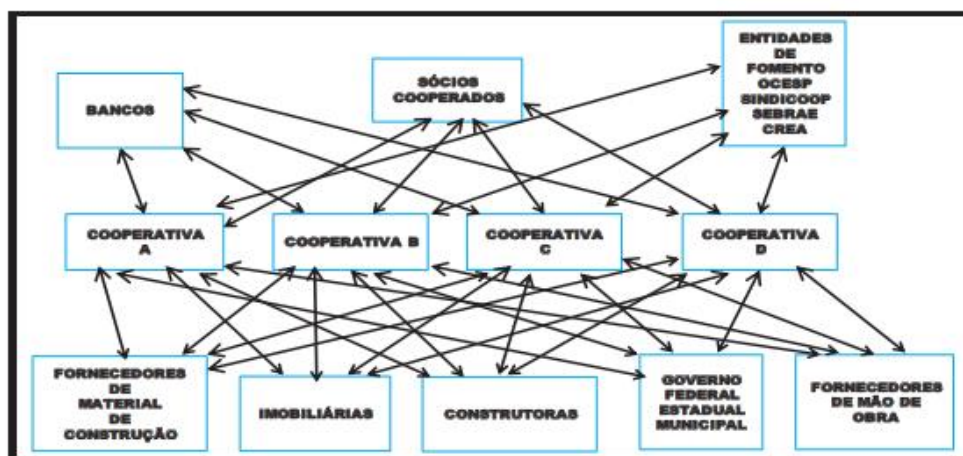 BANCOS
SÓCIOS
COOPERADOS
ENTIDADES
DE
FOMENTO
OCESP
SINDICOOP
SEBRAE
CREA
COOPERATIVA
A
COOPERATIVA B
COOPERATIVA
C
COOPERATIVA
D
FORNECEDORES
DE
MATERIAL
DE
CONSTRUÇÃO
IMOBILIÁRIAS
CONSTRUTORAS
GOVERNO
FEDERAL
ESTADUAL
MUNICIPAL
FORNECEDORES
DE MÃO DE
OBRA